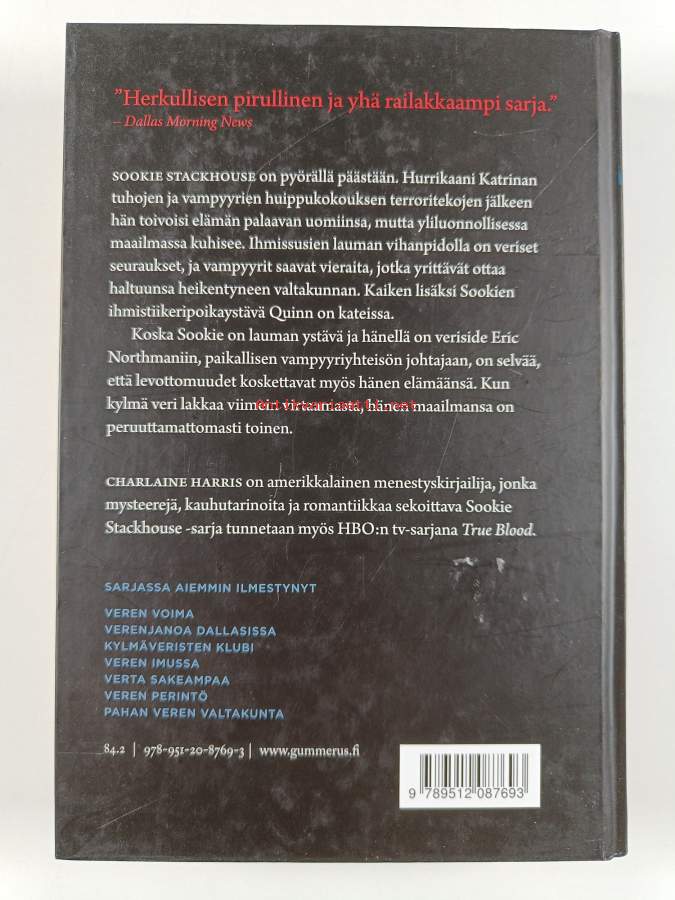 ”Herkullisen pirullinen ja yhä railakkaampi sarja.”
– Dallas Morning News
SOOKIE STACKHOUSE on pyörällä päästään. Hurrikaani Katrinan
tuhojen ja vampyyrien huippukokouksen terroritekojen jälkeen
hän toivoisi elämän palaavan uomiinsa, mutta yliluonnollisessa
maailmassa kuhisee. Ihmissusien lauman vihanpidolla on veriset
seuraukset, ja vampyyrit saavat vieraita, jotka yrittävät ottaa
haltuunsa heikentyneen valtakunnan. Kaiken lisäksi Sookien
ihmistiikeripoikaystävä Quinn on kateissa.
Koska Sookie on lauman ystävä ja hänellä on veriside Eric
Northmaniin, paikallisen vampyyriyhteisön johtajaan, on selvää,
että levottomuudet koskettavat myös hänen elämäänsä. Kun
kylmä veri lakkaa viimein virtaamasta, hänen maailmansa on
peruuttamattomasti toinen.
CHARLAINE HARRIS on amerikkalainen menestyskirjailija, jonka
mysteerejä, kauhutarinoita ja romantiikkaa sekoittava Sookie
Stackhouse -sarja tunnetaan myös HBO:n tv-sarjana True Blood.
SARJASSA AIEMMIN ILMESTYNYT
VEREN VOIMA
VERENJANOA DALLASISSA
KYLMÄVERISTEN KLUBI
VEREN IMUSSA
VERTA SAKEAMPAA
VEREN PERINTÖ
PAHAN VEREN VALTAKUNTA
84.2 | 978-951-20-8769-3 | www.gummerus.fi
9 789512 087693